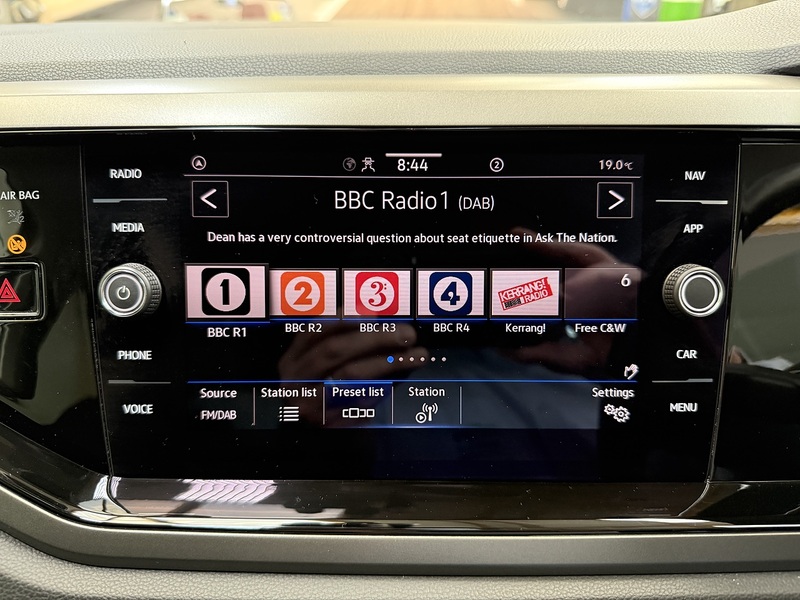 RADIO
MEDIA
PHONE
VOICE
AIR BAG
8:44
2
19.0°C
BBC Radio1 (DAB)
Dean has a very controversial question about seat etiquette in Ask The Nation.
1
2
3
4
KERRANG!
RADIO
6
BBC R1
BBC R2
BBC R3
BBC R4
Kerrang!
Free C&W
Source
Station list
Preset list
Station
Settings
FM/DAB
NAV
APP
CAR
MENU